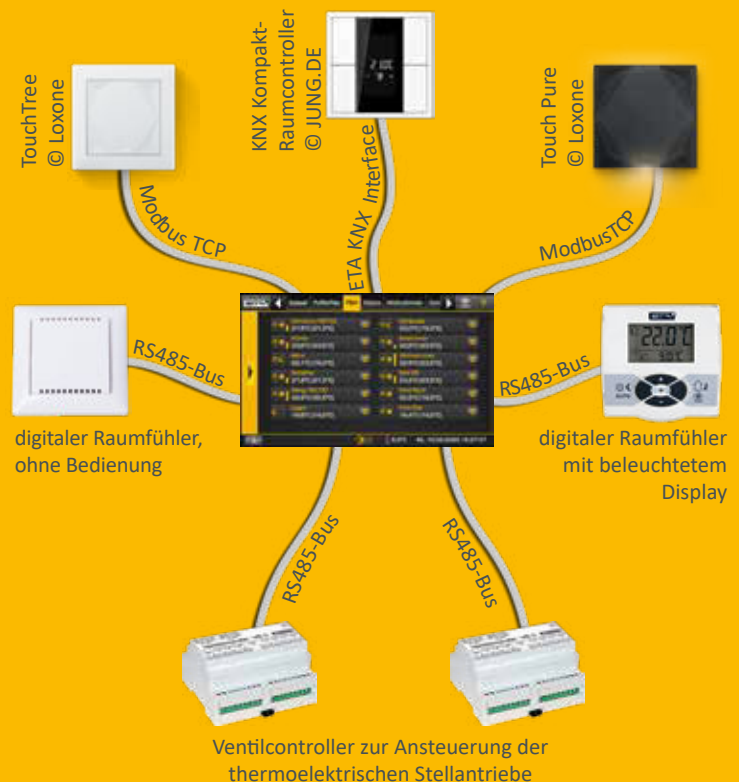 TouchTree
© Loxone
KNX Kompakt-
Raumcontroller
© JUNG.DE
Touch Pure
© Loxone
Modbus TCP
ETA KNX Interface
ModbusTCP
RS485-Bus
RS485-Bus
22.0°C
digitaler Raumfühler,
ohne Bedienung
digitaler Raumfühler
mit beleuchtetem
Display
RS485-Bus
RS485-Bus
Ventilcontroller zur Ansteuerung der
thermoelektrischen Stellantriebe